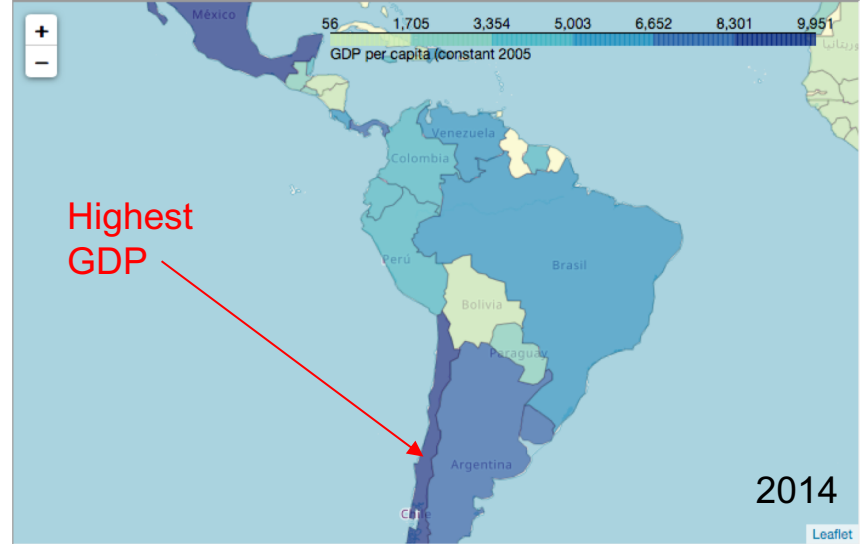 México
+
−
56 1,705 3,354 5,003 6,652 8,301 9,951
GDP per capita (constant 2005
موريتانيا
Venezuela
Colombia
Highest
GDP
Perú
Brasil
Bolivia
Paraguay
Argentina
2014
Chile
Leaflet